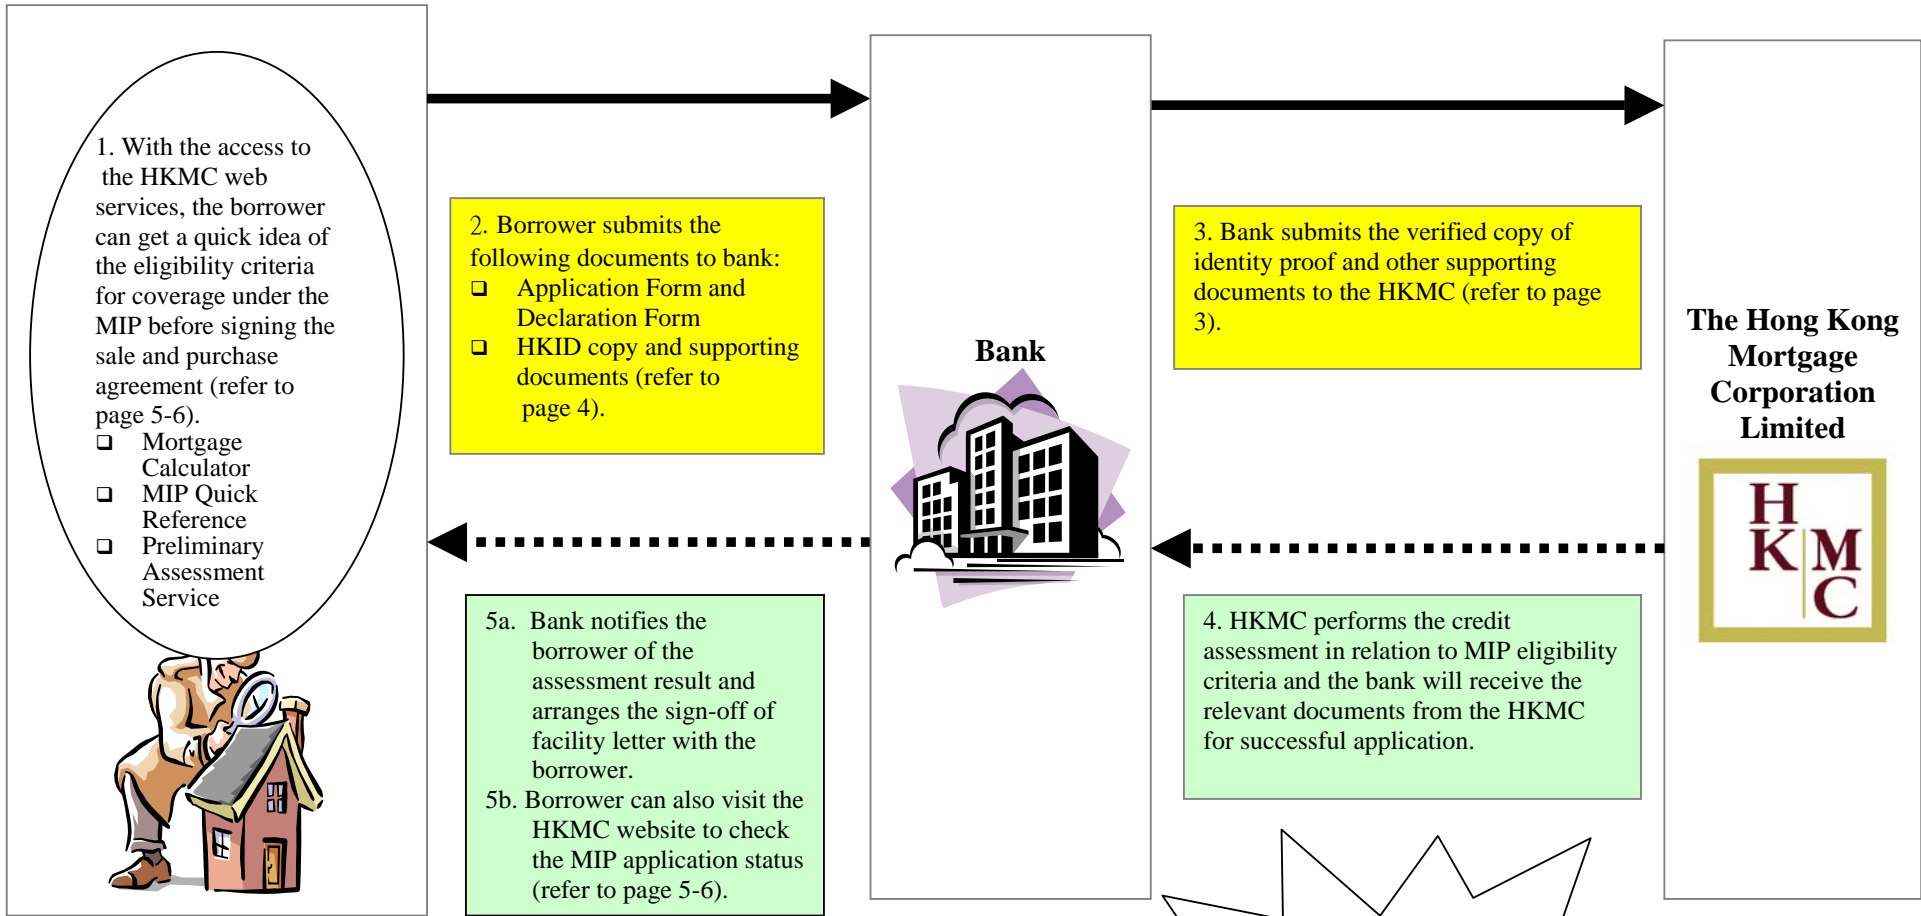 1. With the access to
the HKMC web
services, the borrower
can get a quick idea of
the eligibility criteria
for coverage under the
MIP before signing the
sale and purchase
agreement (refer to
page 5-6).
❑ Mortgage
Calculator
❑ MIP Quick
Reference
❑ Preliminary
Assessment
Service
2. Borrower submits the
following documents to bank:
❑ Application Form and
Declaration Form
❑ HKID copy and supporting
documents (refer to
page 4).
Bank
3. Bank submits the verified copy of
identity proof and other supporting
documents to the HKMC (refer to page
3).
The Hong Kong
Mortgage
Corporation
Limited
H
K M
C
4. HKMC performs the credit
assessment in relation to MIP eligibility
criteria and the bank will receive the
relevant documents from the HKMC
for successful application.
5a. Bank notifies the
borrower of the
assessment result and
arranges the sign-off of
facility letter with the
borrower.
5b. Borrower can also visit the
HKMC website to check
the MIP application status
(refer to page 5-6).